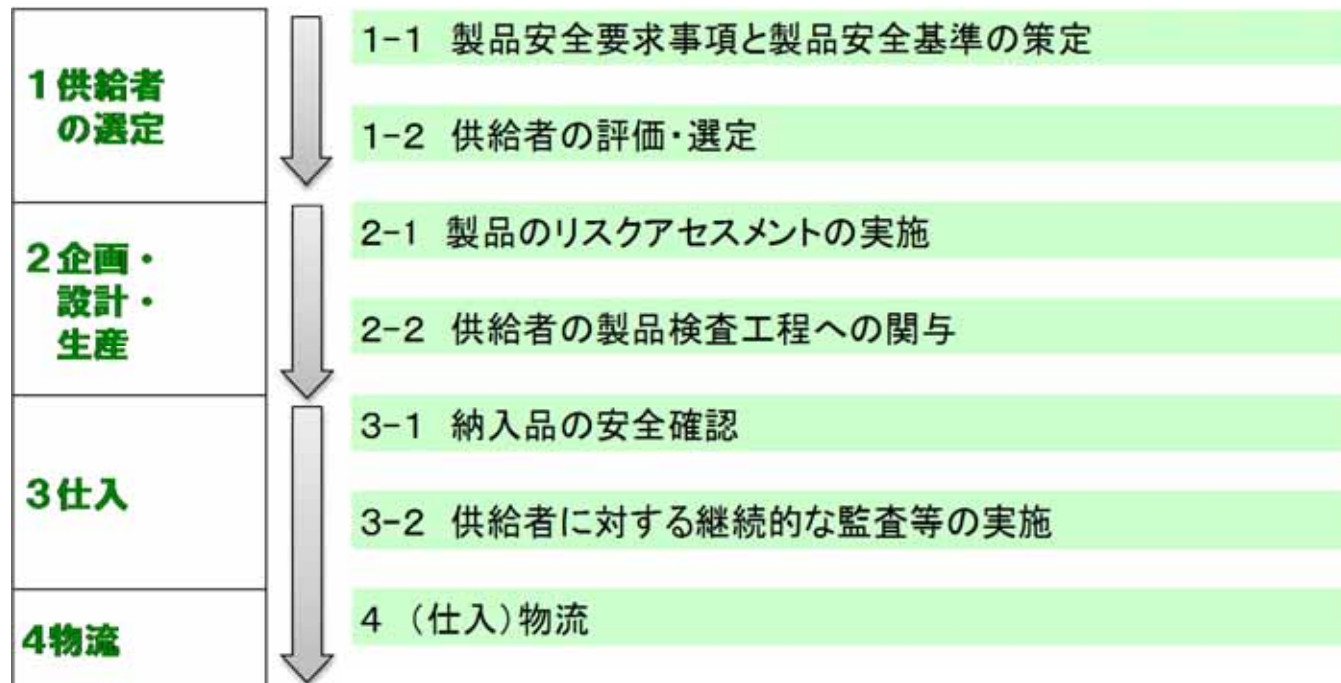 1供給者
の選定
1-1 製品安全要求事項と製品安全基準の策定
1-2 供給者の評価・選定
2企画・
設計・
生産
2-1 製品のリスクアセスメントの実施
2-2 供給者の製品検査工程への関与
3仕入
3-1 納入品の安全確認
3-2 供給者に対する継続的な監査等の実施
4物流
4 (仕入)物流